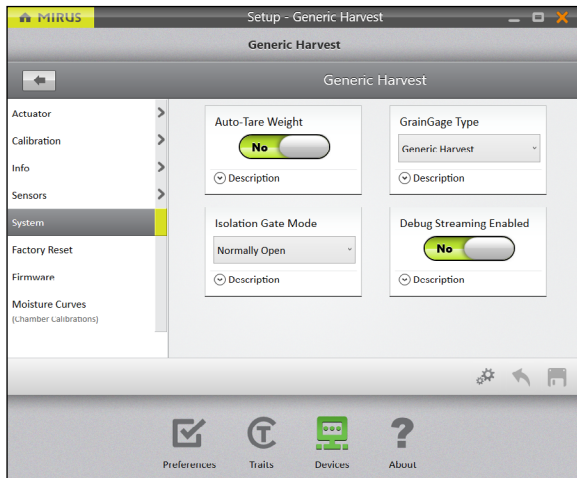 MIRUS
Setup - Generic Harvest
Generic Harvest
Generic Harvest
Actuator
Calibration
Info
Sensors
System
Factory Reset
Firmware
Moisture Curves
(Chamber Calibrations)
Auto-Tare Weight
No
Description
GrainGage Type
Generic Harvest
Description
Isolation Gate Mode
Normally Open
Description
Debug Streaming Enabled
No
Description
Preferences
Traits
Devices
About